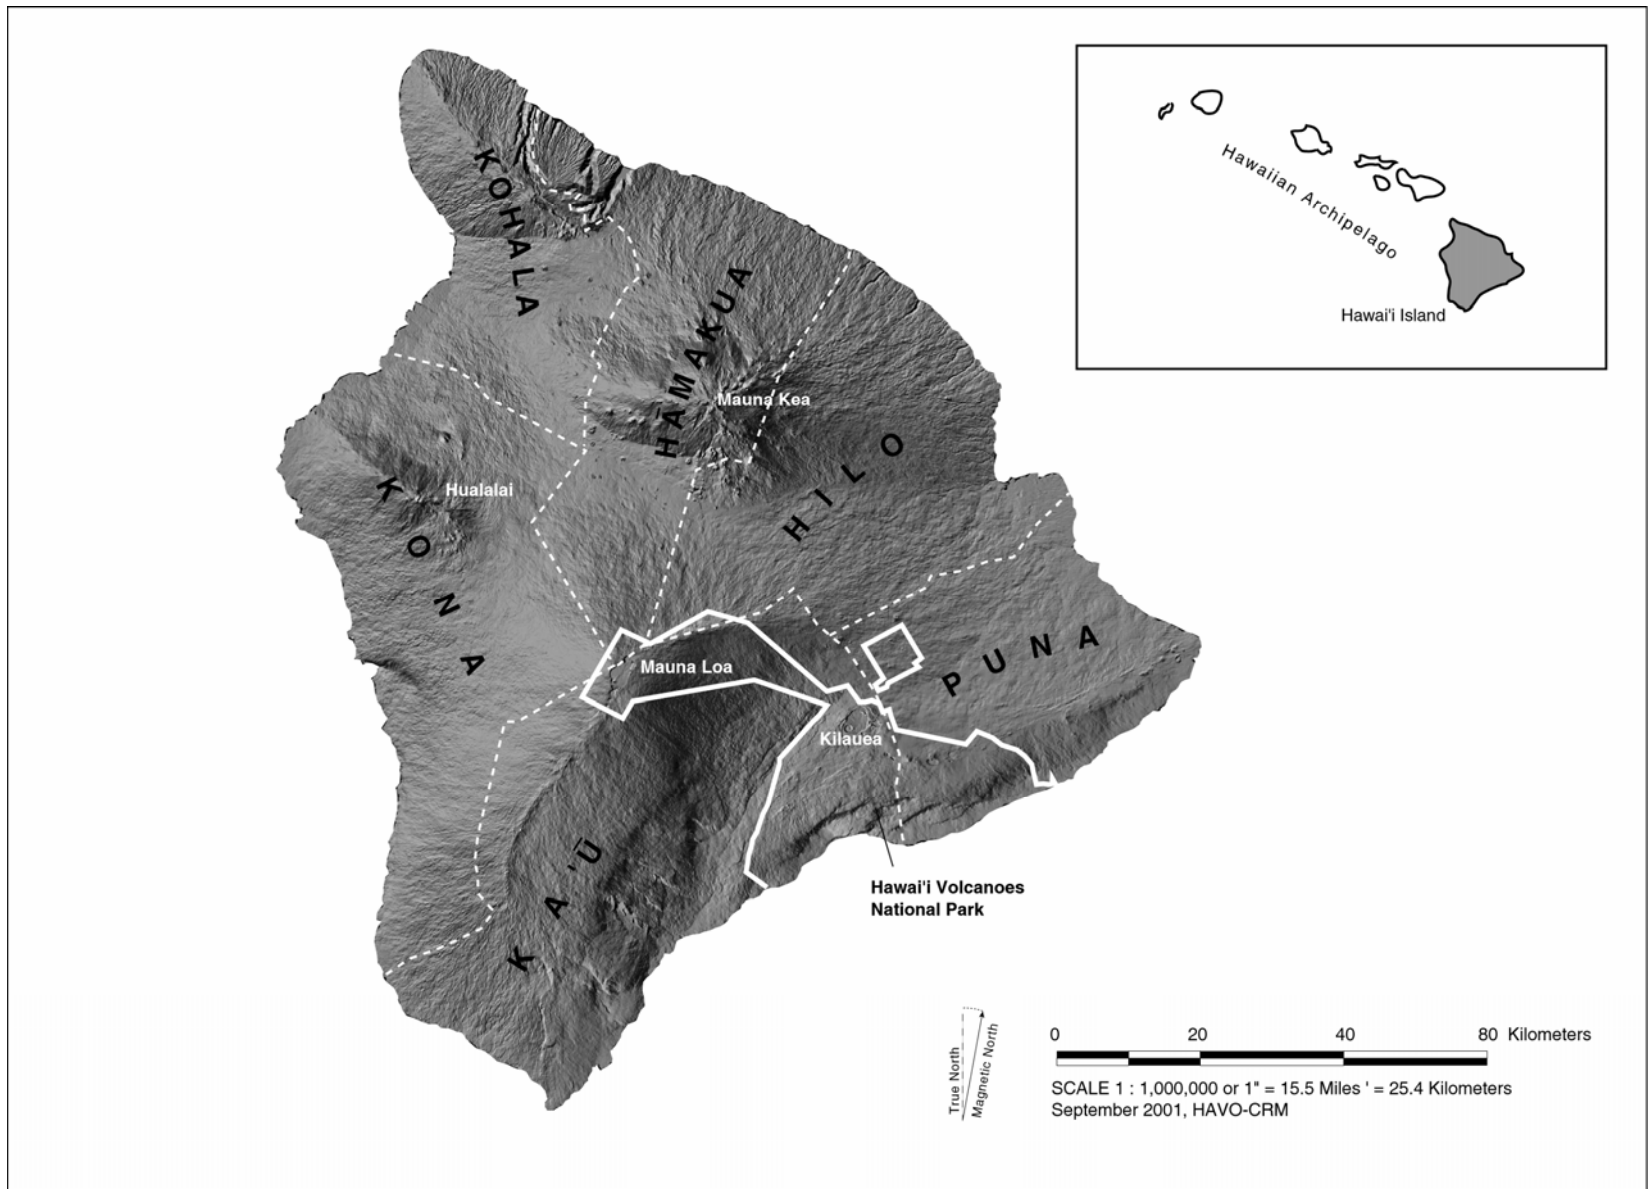 KOHALA
HĀMAKUA
Mauna Kea
HILO
KONA
Hualalai
Mauna Loa
PUNA
Kilauea
KA'Ū
Hawai'i Volcanoes
National Park
Hawaiian Archipelago
Hawai'i Island
True North
Magnetic North
0 20 40 80 Kilometers
SCALE 1 : 1,000,000 or 1" = 15.5 Miles ' = 25.4 Kilometers
September 2001, HAVO-CRM